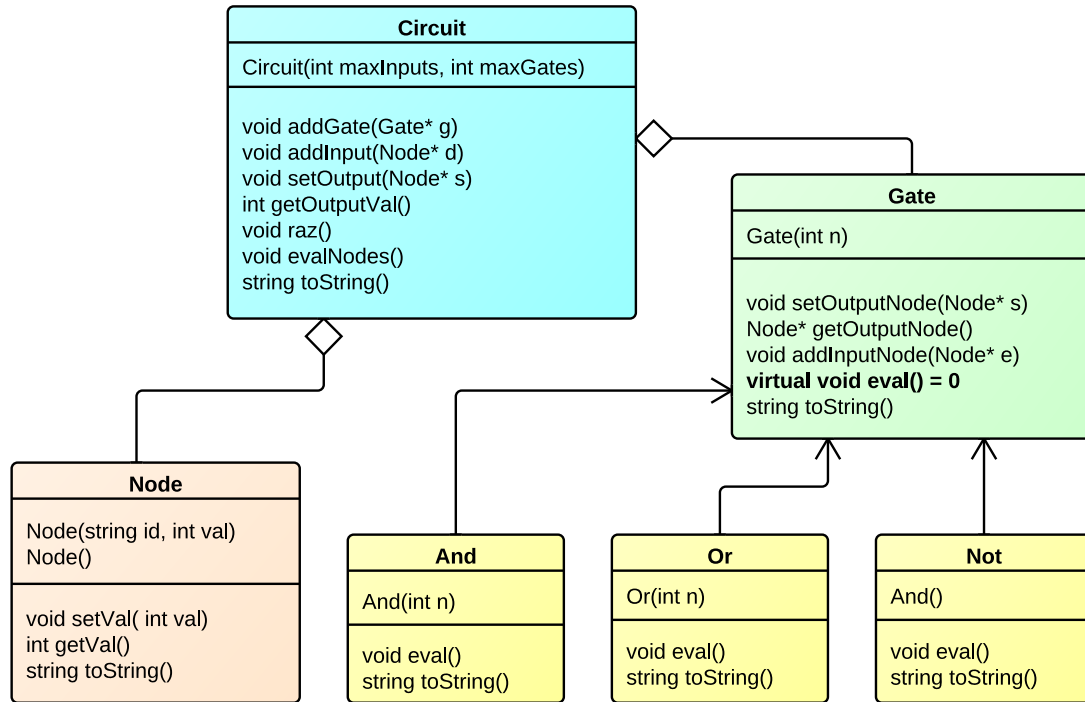 Circuit
Circuit(int maxInputs, int maxGates)
void addGate(Gate* g)
void addInput(Node* d)
void setOutput(Node* s)
int getOutputVal()
void raz()
void evalNodes()
string toString()
Gate
Gate(int n)
void setOutputNode(Node* s)
Node* getOutputNode()
void addInputNode(Node* e)
virtual void eval() = 0
string toString()
Node
Node(string id, int val)
Node()
void setVal( int val)
int getVal()
string toString()
And
And(int n)
void eval()
string toString()
Or
Or(int n)
void eval()
string toString()
Not
And()
void eval()
string toString()